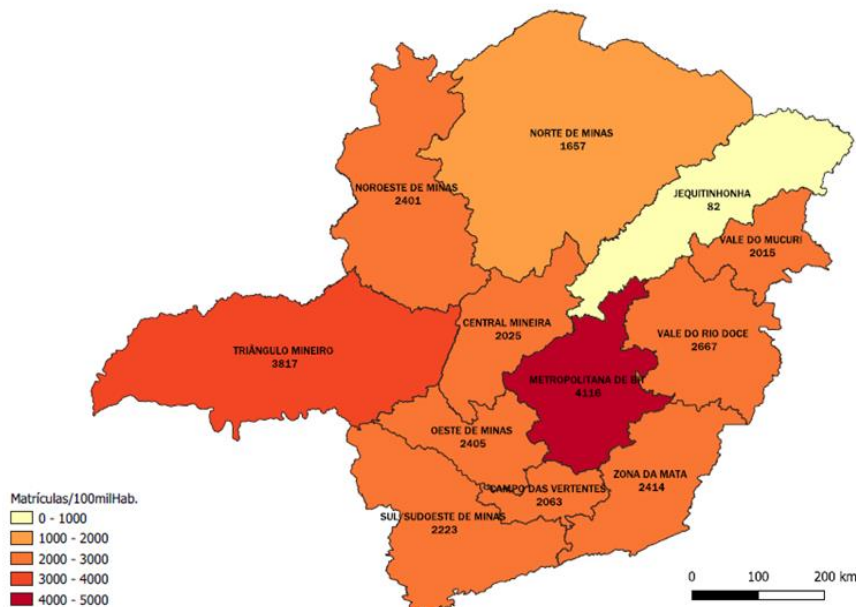 NORTE DE MINAS
1657
NOROESTE DE MINAS
2401
JEQUITINHONHA
82
VALE DO MUCURI
2015
CENTRAL MINEIRA
2025
VALE DO RIO DOCE
2667
TRIÂNGULO MINEIRO
3817
METROPOLITANA DE BH
4116
OESTE DE MINAS
2405
ZONA DA MATA
2414
CAMPO DAS VERTENTES
2063
SUL/SUDOESTE DE MINAS
2223
Matrículas/100milHab.
0 - 1000
1000 - 2000
2000 - 3000
3000 - 4000
4000 - 5000
0 100 200 km